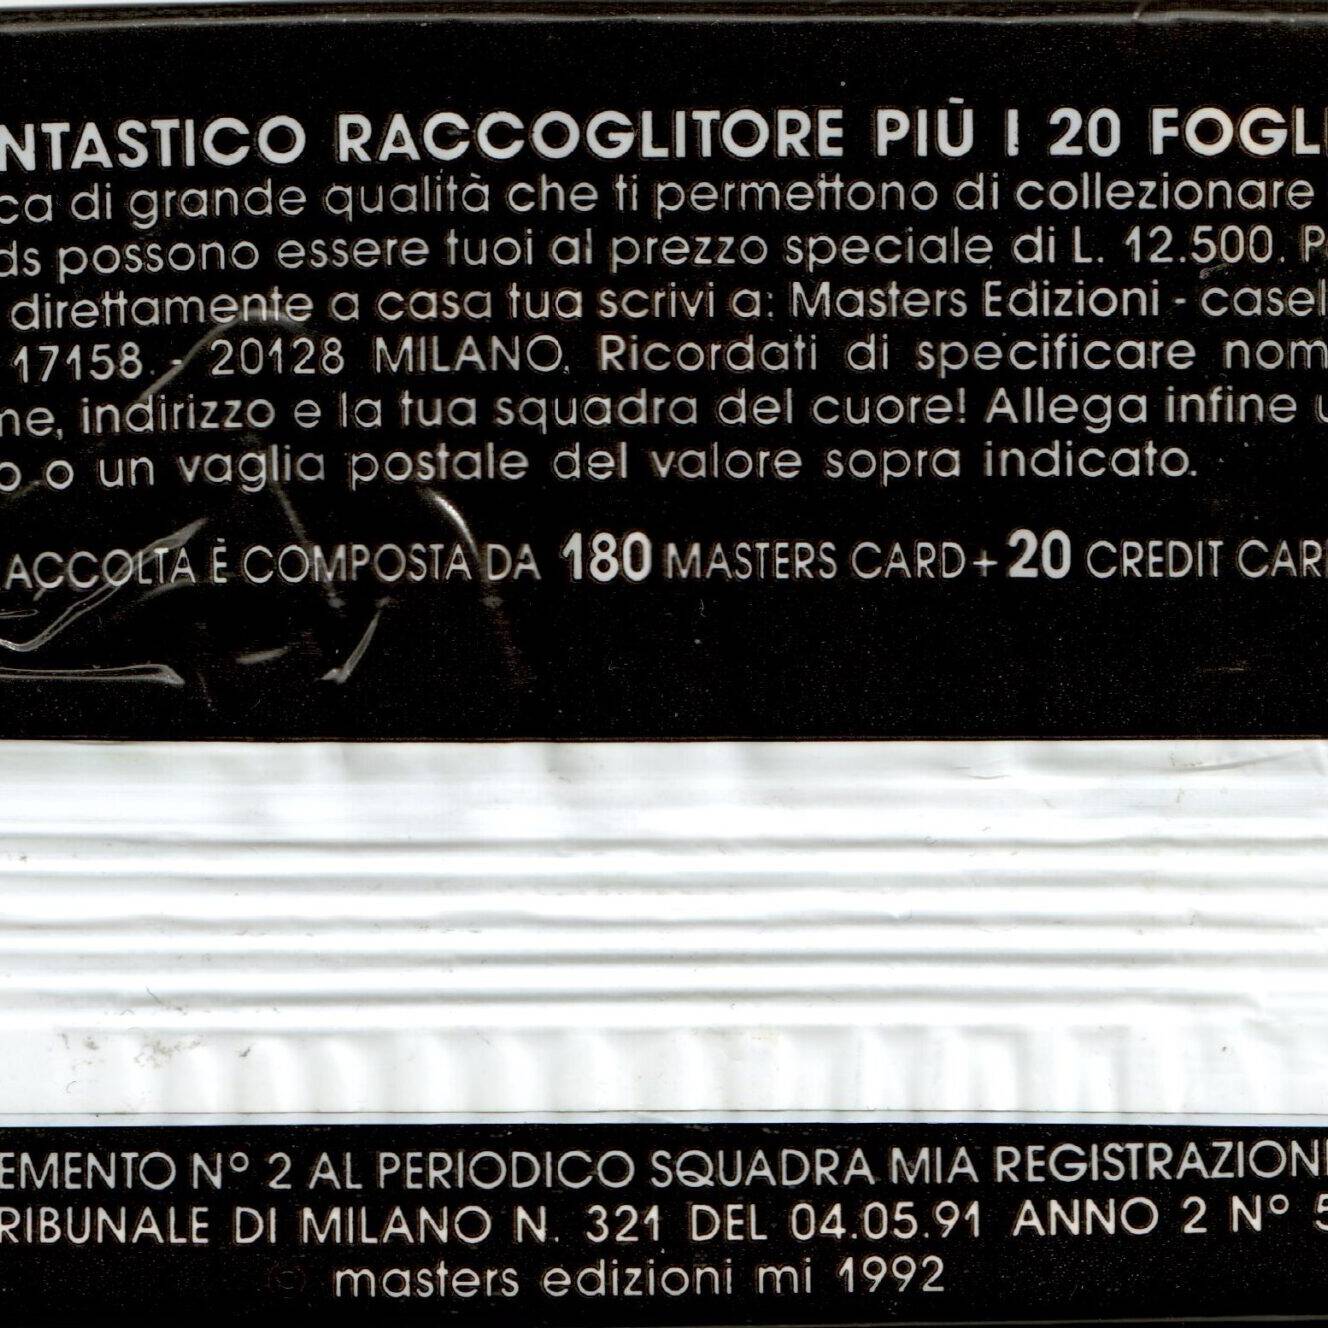 NTASTICO RACCOGLITORE PIÙ I 20 FOGLI
ca di grande qualità che ti permettono di collezionare
ds possono essere tuoi al prezzo speciale di L. 12.500. P
direttamente a casa tua scrivi a: Masters Edizioni - casel
17158 - 20128 MILANO. Ricordati di specificare nom
me, indirizzo e la tua squadra del cuore! Allega infine u
o o un vaglia postale del valore sopra indicato.
ACCOLTA È COMPOSTA DA 180 MASTERS CARD + 20 CREDIT CAR
EMENTO N° 2 AL PERIODICO SQUADRA MIA REGISTRAZION
RIBUNALE DI MILANO N. 321 DEL 04.05.91 ANNO 2 N° 5
© masters edizioni mi 1992